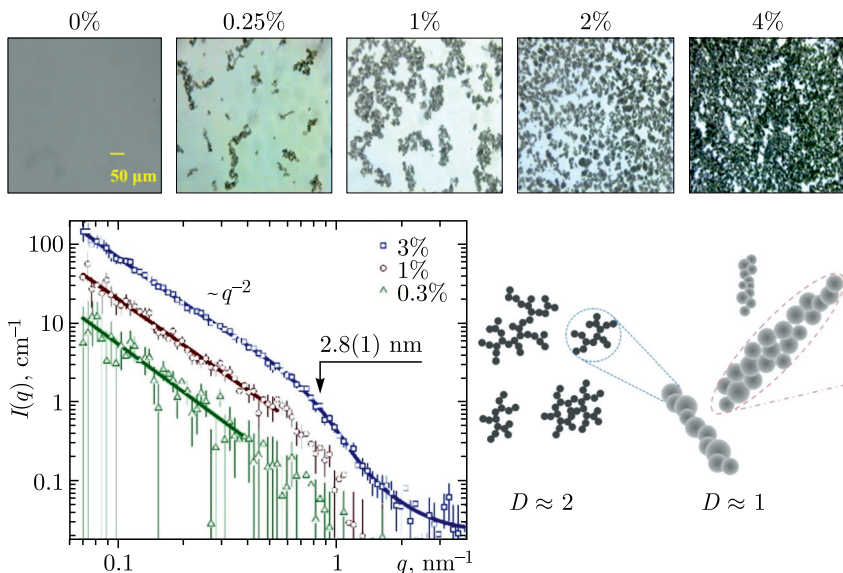 0% 0.25% 1% 2% 4%
50 μm
I(q), cm⁻¹
100
10
1
0.1
3%
1%
0.3%
~q⁻²
2.8(1) nm
0.1 1 q, nm⁻¹
D ≈ 2 D ≈ 1